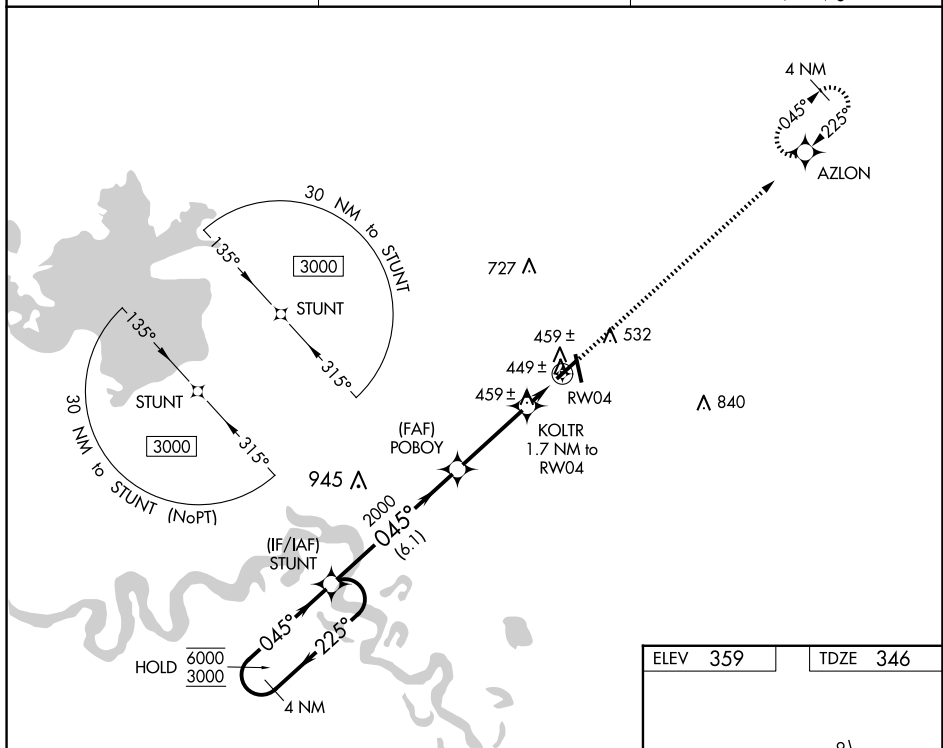 4 NM
045°
225°
AZLON
30 NM to STUNT
135°
3000
STUNT
315°
727
135°
STUNT
3000
315°
30 NM to STUNT (NoPT)
459 ±
532
449 ±
459 ±
RW04
840
KOLTR
1.7 NM to
RW04
(FAF)
POBOY
945
2000
045°
(6.1)
(IF/IAF)
STUNT
045°
225°
HOLD
6000
3000
4 NM
ELEV 359
TDZE 346